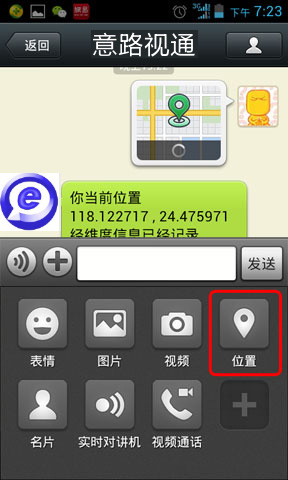 3G
下午 7:23
返回
意路视通
你当前位置
118.122717 , 24.475971
经纬度信息已经记录
发送
表情
图片
视频
位置
名片
实时对讲机
视频通话